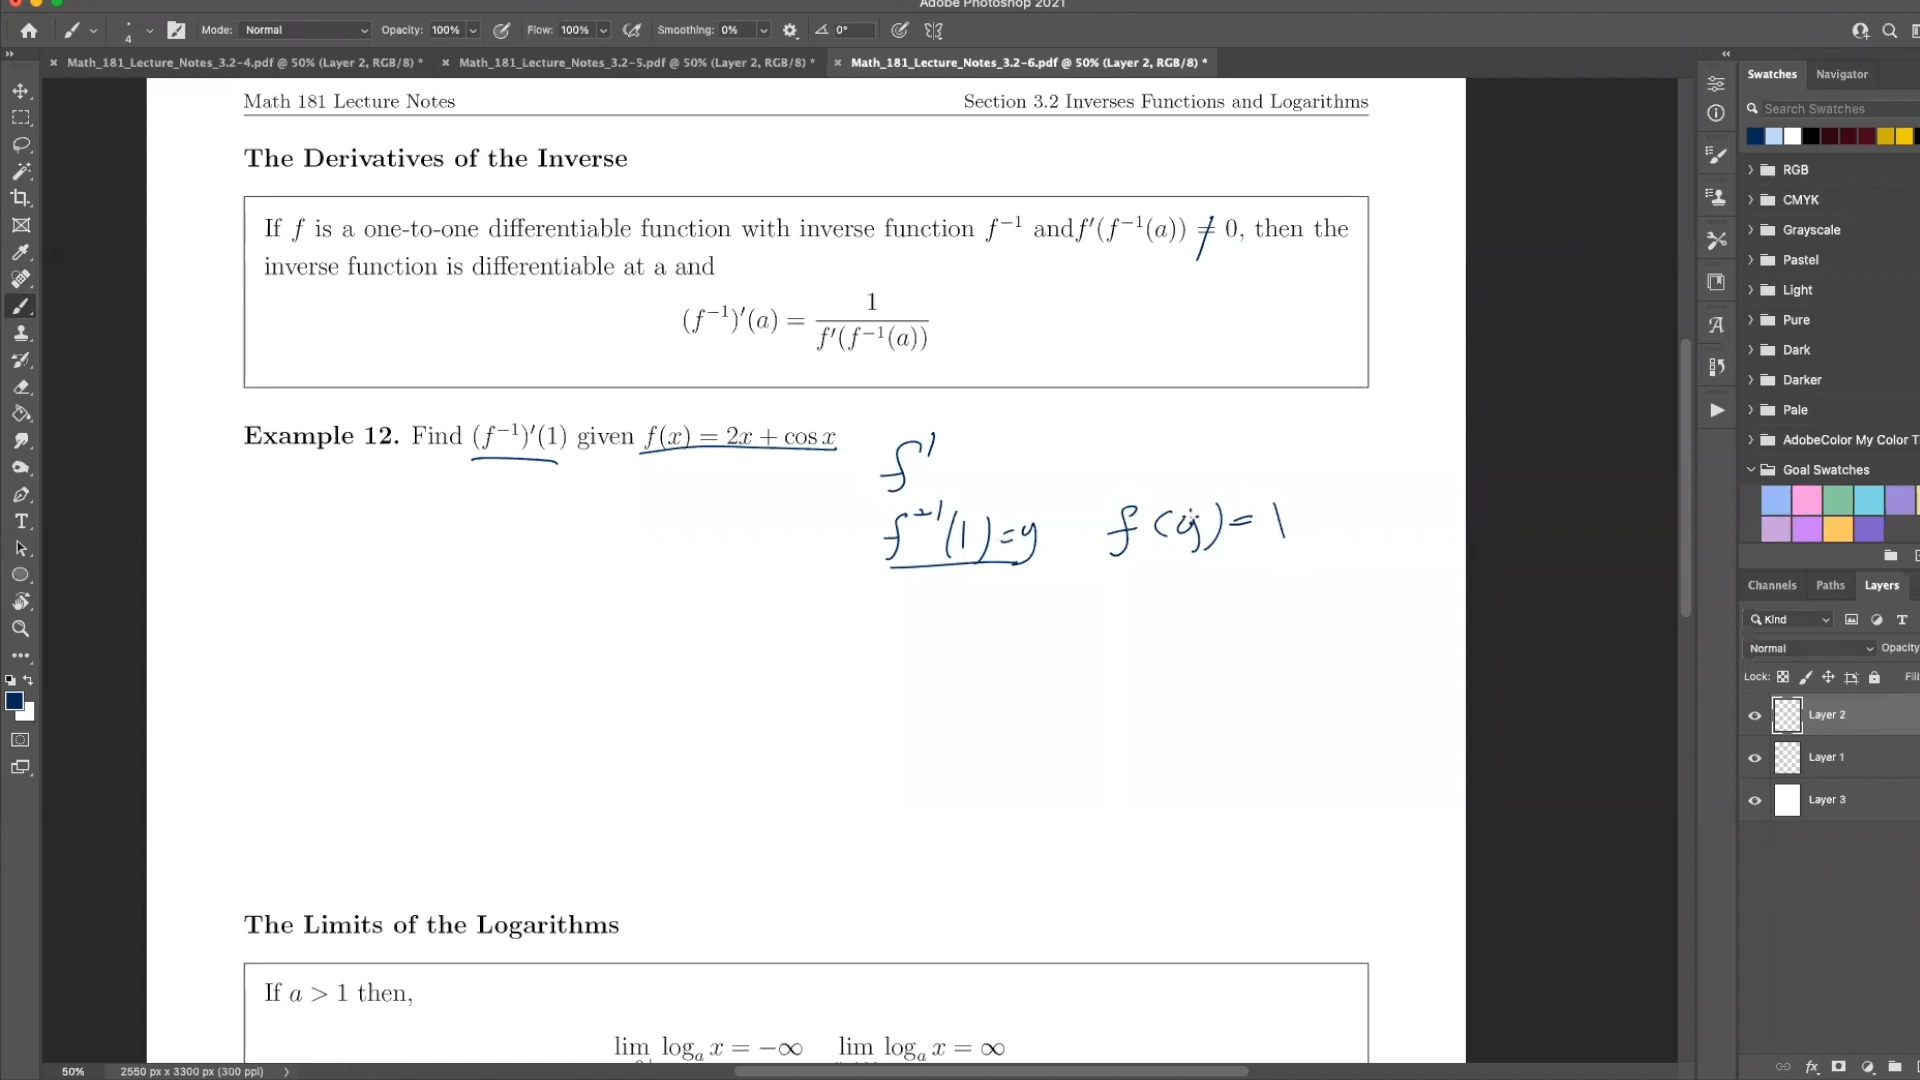 Adobe Photoshop 2021
4 Mode: Normal Opacity: 100% Flow: 100% Smoothing: 0% 0°
Math_181_Lecture_Notes_3.2-4.pdf @ 50% (Layer 2, RGB/8) * Math_181_Lecture_Notes_3.2-5.pdf @ 50% (Layer 2, RGB/8) * Math_181_Lecture_Notes_3.2-6.pdf @ 50% (Layer 2, RGB/8) *
Math 181 Lecture Notes Section 3.2 Inverses Functions and Logarithms
The Derivatives of the Inverse
If f is a one-to-one differentiable function with inverse function f⁻¹ andf′(f⁻¹(a)) ≠ 0, then the
inverse function is differentiable at a and
(f⁻¹)′(a) = 1 / f′(f⁻¹(a))
Example 12. Find (f⁻¹)′(1) given f(x) = 2x + cos x
f′
f⁻¹(1)=y f(y)=1
The Limits of the Logarithms
If a > 1 then,
lim logₐ x = −∞ lim logₐ x = ∞
50% 2550 px x 3300 px (300 ppi)
Swatches Navigator
Search Swatches
RGB
CMYK
Grayscale
Pastel
Light
Pure
Dark
Darker
Pale
AdobeColor My Color T
Goal Swatches
Channels Paths Layers
Kind
Normal Opacity
Lock: Fill
Layer 2
Layer 1
Layer 3
fx